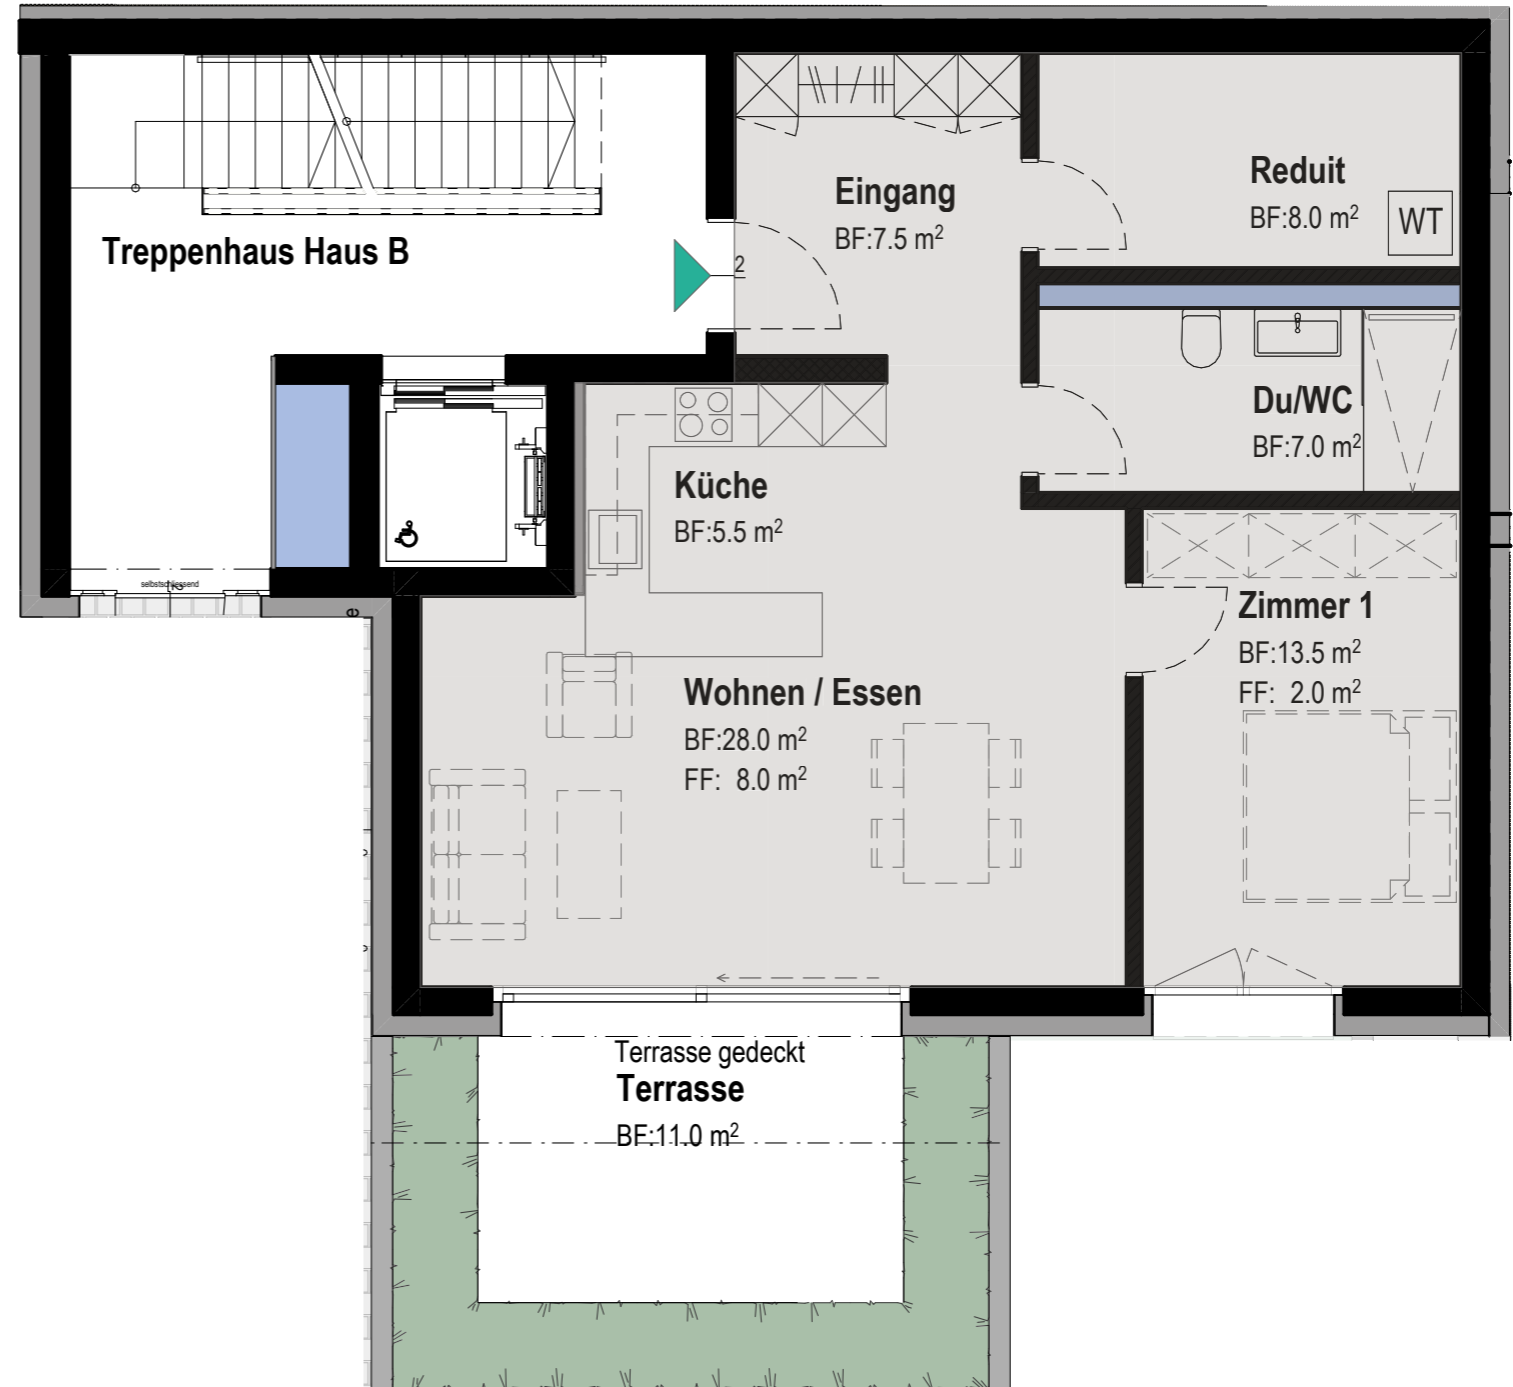 Eingang
BF:7.5 m²
Reduit
BF:8.0 m²
WT
Treppenhaus Haus B
2
Du/WC
BF:7.0 m²
Küche
BF:5.5 m²
selbstschliessend
e
Zimmer 1
BF:13.5 m²
FF: 2.0 m²
Wohnen / Essen
BF:28.0 m²
FF: 8.0 m²
Terrasse gedeckt
Terrasse
BF:11.0 m²